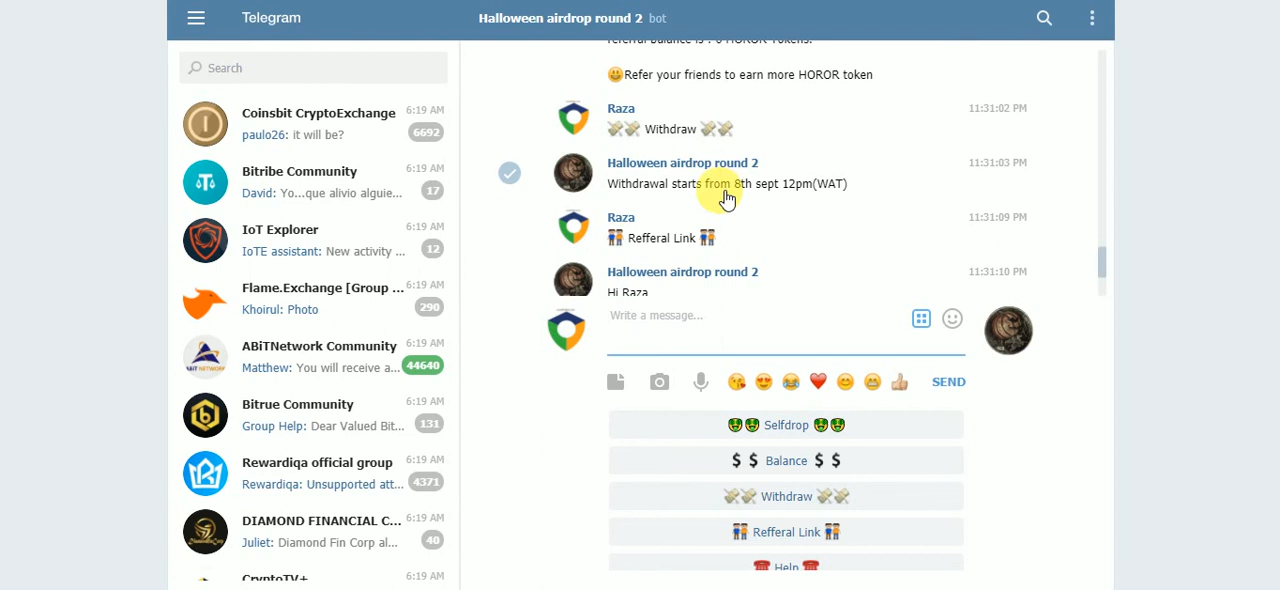 Telegram
Halloween airdrop round 2 bot
Search
Coinsbit CryptoExchange 6:19 AM
paulo26: it will be? 6692
Bitribe Community 6:19 AM
David: Yo...que alivio alguie... 17
IoT Explorer 6:19 AM
IoTE assistant: New activity ... 12
Flame.Exchange [Group ... 6:19 AM
Khoirul: Photo 290
ABiTNetwork Community 6:19 AM
Matthew: You will receive a... 44640
Bitrue Community 6:19 AM
Group Help: Dear Valued Bit... 131
Rewardiqa official group 6:19 AM
Rewardiqa: Unsupported att... 4371
DIAMOND FINANCIAL C... 6:19 AM
Juliet: Diamond Fin Corp al... 40
CryptoTV+ 6:19 AM
referral balance is : 0 HOROR Tokens.
😀Refer your friends to earn more HOROR token
Raza 11:31:02 PM
💸💸 Withdraw 💸💸
Halloween airdrop round 2 11:31:03 PM
Withdrawal starts from 8th sept 12pm(WAT)
Raza 11:31:09 PM
👫 Refferal Link 👫
Halloween airdrop round 2 11:31:10 PM
Hi Raza
Write a message...
SEND
🤑🤑 Selfdrop 🤑🤑
💲💲 Balance 💲💲
💸💸 Withdraw 💸💸
👫 Refferal Link 👫
☎ Help ☎